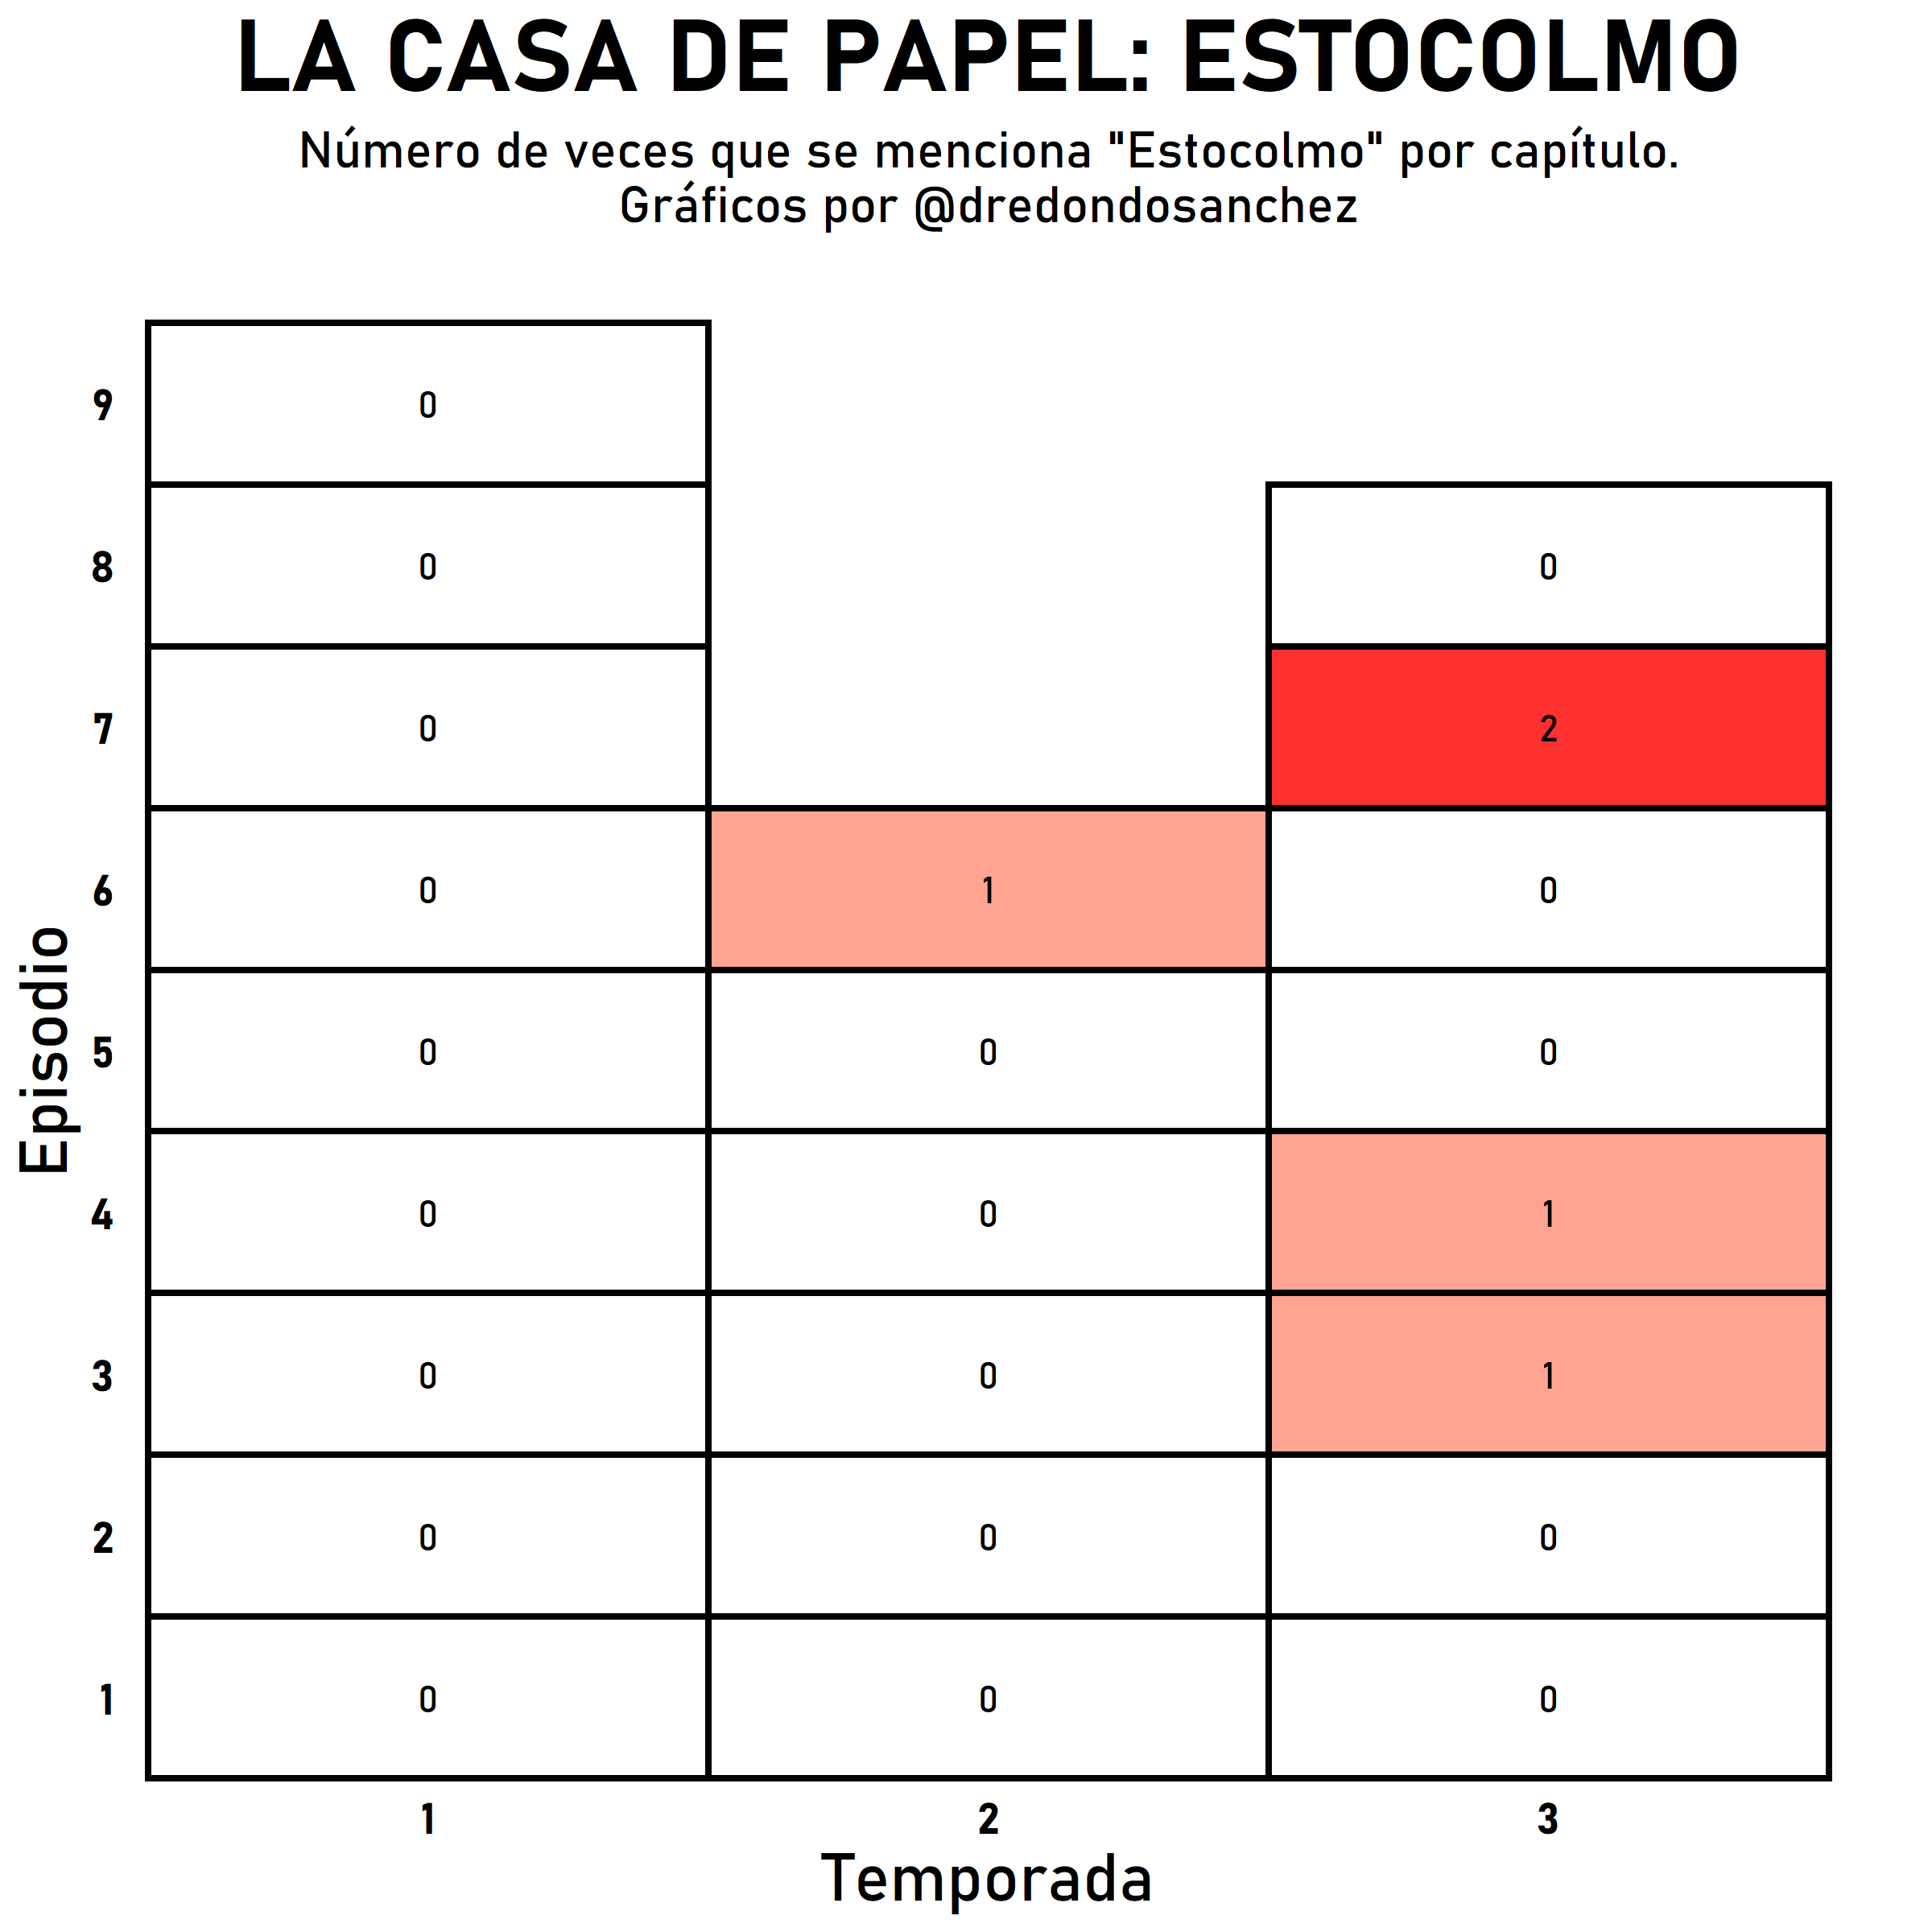 LA CASA DE PAPEL: ESTOCOLMO
Número de veces que se menciona "Estocolmo" por capítulo.
Gráficos por @dredondosanchez
9 0
8 0 0
7 0 2
6 0 1 0
Episodio
5 0 0 0
4 0 0 1
3 0 0 1
2 0 0 0
1 0 0 0
1 2 3
Temporada